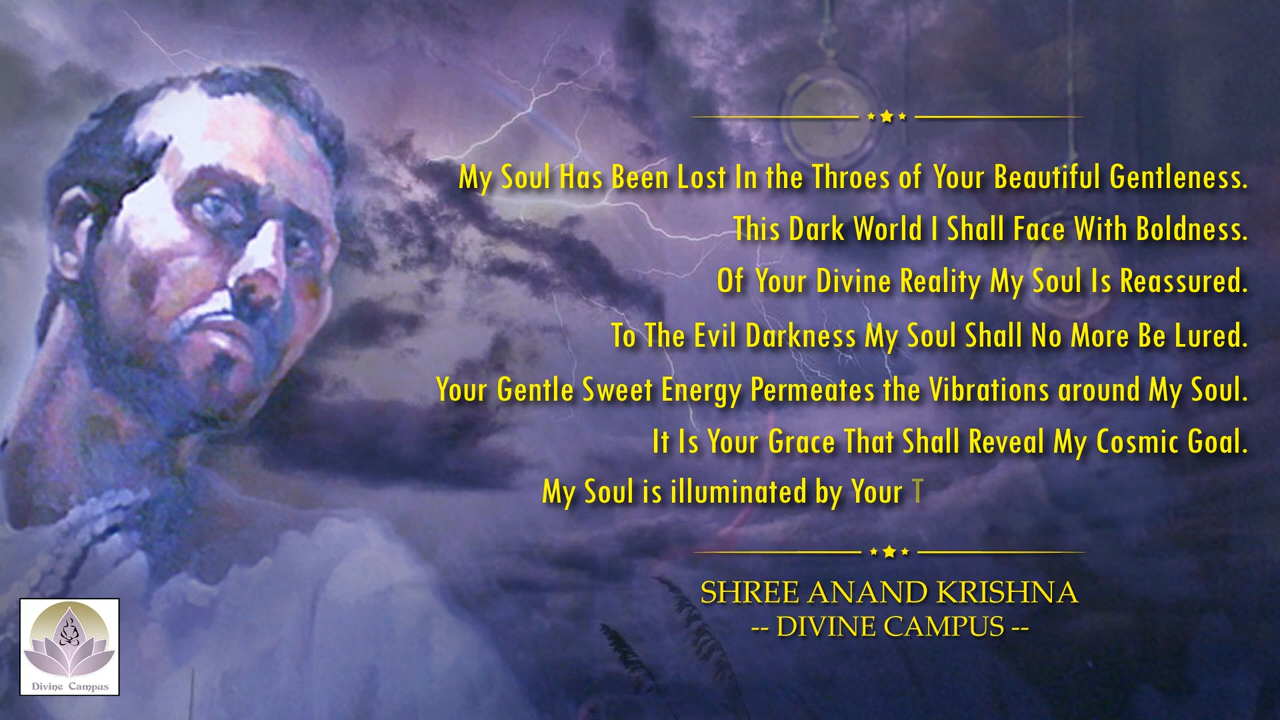 My Soul Has Been Lost In the Throes of Your Beautiful Gentleness.
This Dark World I Shall Face With Boldness.
Of Your Divine Reality My Soul Is Reassured.
To The Evil Darkness My Soul Shall No More Be Lured.
Your Gentle Sweet Energy Permeates the Vibrations around My Soul.
It Is Your Grace That Shall Reveal My Cosmic Goal.
My Soul is illuminated by Your T
SHREE ANAND KRISHNA
-- DIVINE CAMPUS --
Divine Campus